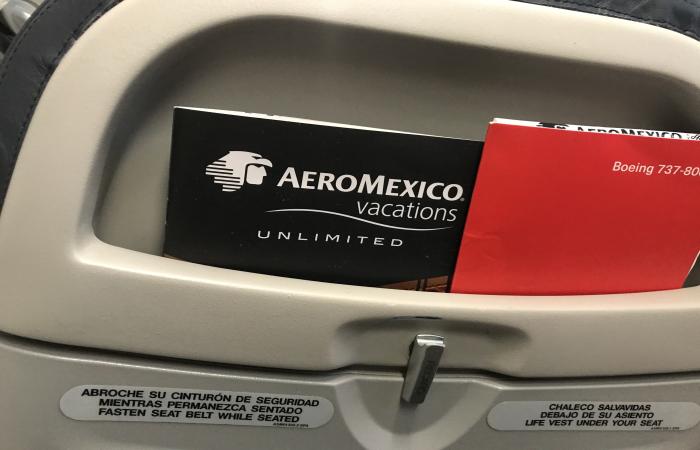 AEROMEXICO.
vacations
UNLIMITED
AEROMEXICO
Boeing 737-80
ABROCHE SU CINTURÓN DE SEGURIDAD
MIENTRAS PERMANEZCA SENTADO
FASTEN SEAT BELT WHILE SEATED
CHALECO SALVAVIDAS
DEBAJO DE SU ASIENTO
LIFE VEST UNDER YOUR SEAT